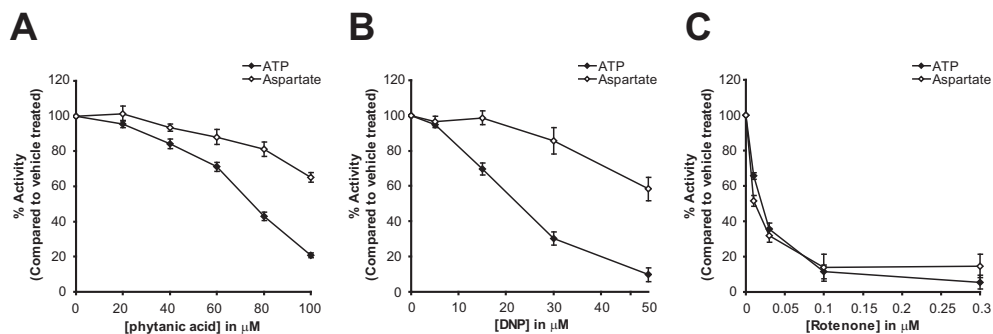 A
ATP
Aspartate
120
100
80
60
40
20
0
% Activity
(Compared to vehicle treated)
0 20 40 60 80 100
[phytanic acid] in μM
B
ATP
Aspartate
120
100
80
60
40
20
0
% Activity
(Compared to vehicle treated)
0 10 20 30 40 50
[DNP] in μM
C
ATP
Aspartate
120
100
80
60
40
20
0
% Activity
(Compared to vehicle treated)
0 0.05 0.1 0.15 0.2 0.25 0.3
[Rotenone] in μM